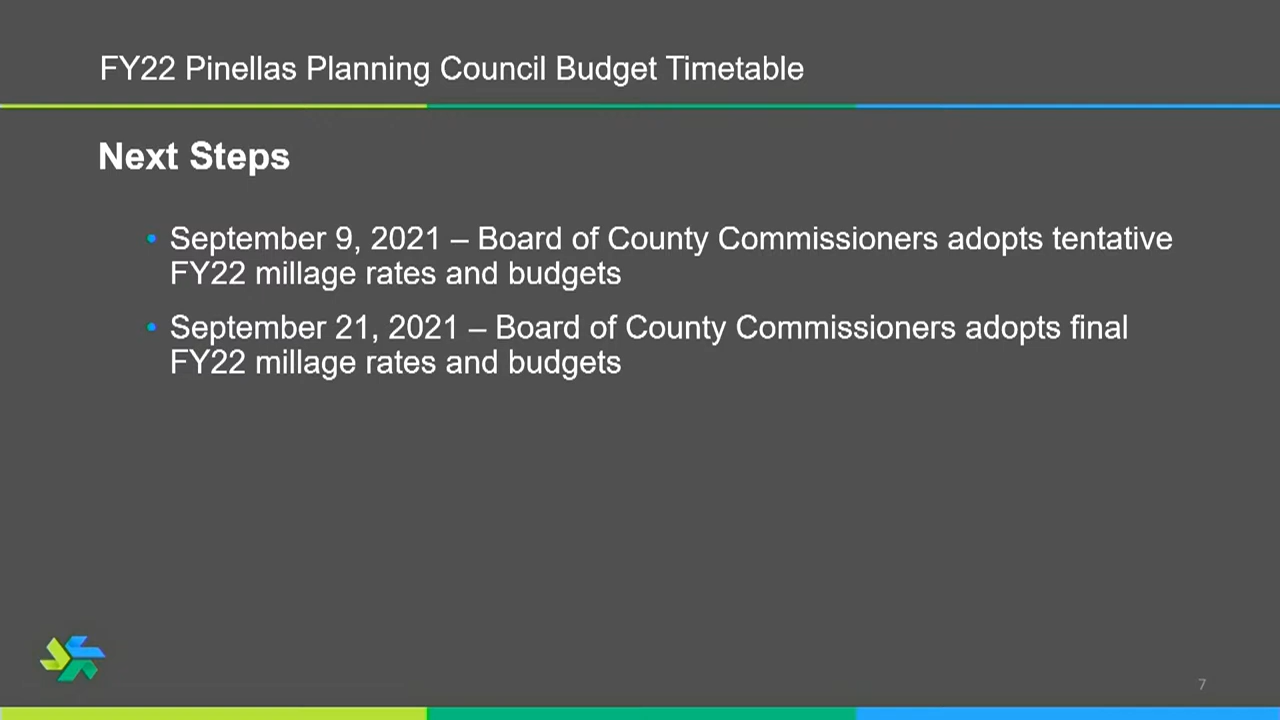 FY22 Pinellas Planning Council Budget Timetable
Next Steps
• September 9, 2021 – Board of County Commissioners adopts tentative
FY22 millage rates and budgets
• September 21, 2021 – Board of County Commissioners adopts final
FY22 millage rates and budgets
7